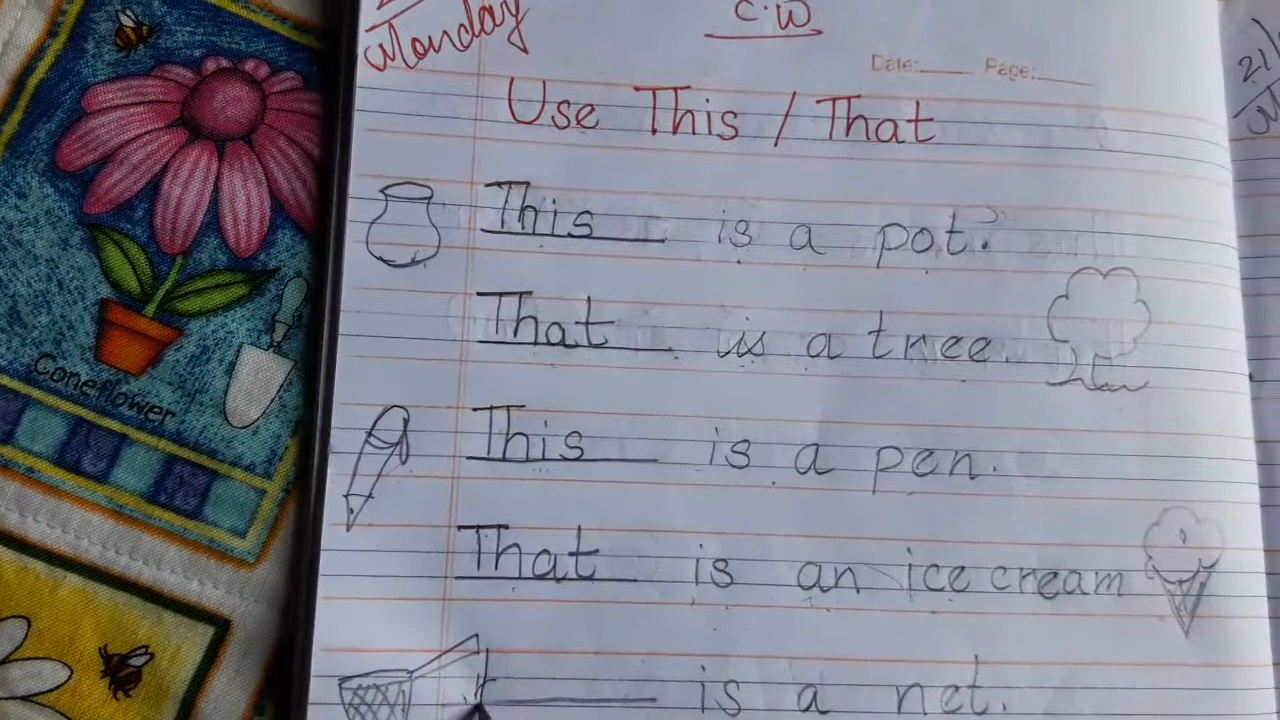 Monday
C.W
Date: Page:
Use This / That
This is a pot.
That is a tree.
This is a pen.
That is an ice cream
is a net.
Coneflower
21/